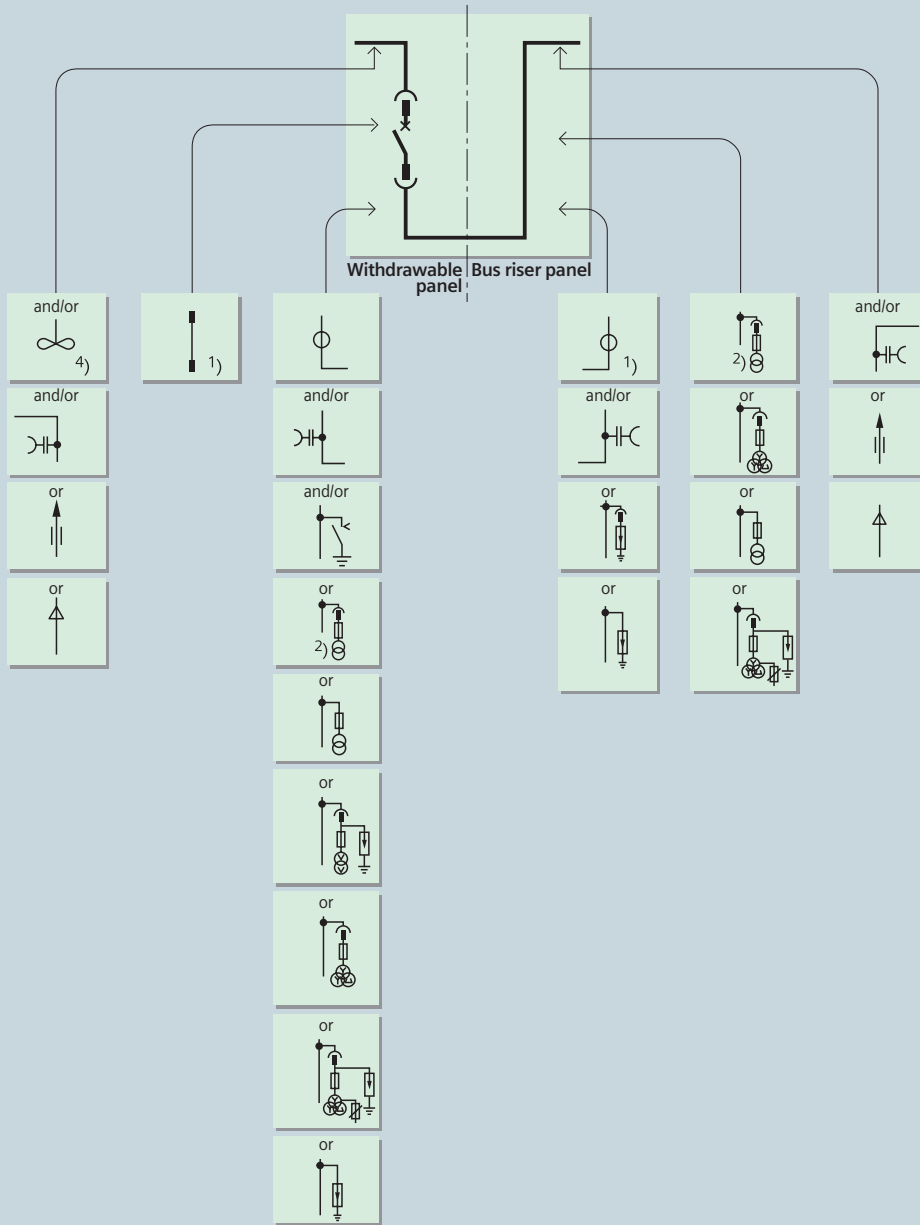 Withdrawable
panel
Bus riser panel
and/or
4)
and/or
or
or
1)
and/or
and/or
or
2)
or
or
or
or
or
1)
and/or
or
or
2)
or
or
or
and/or
or